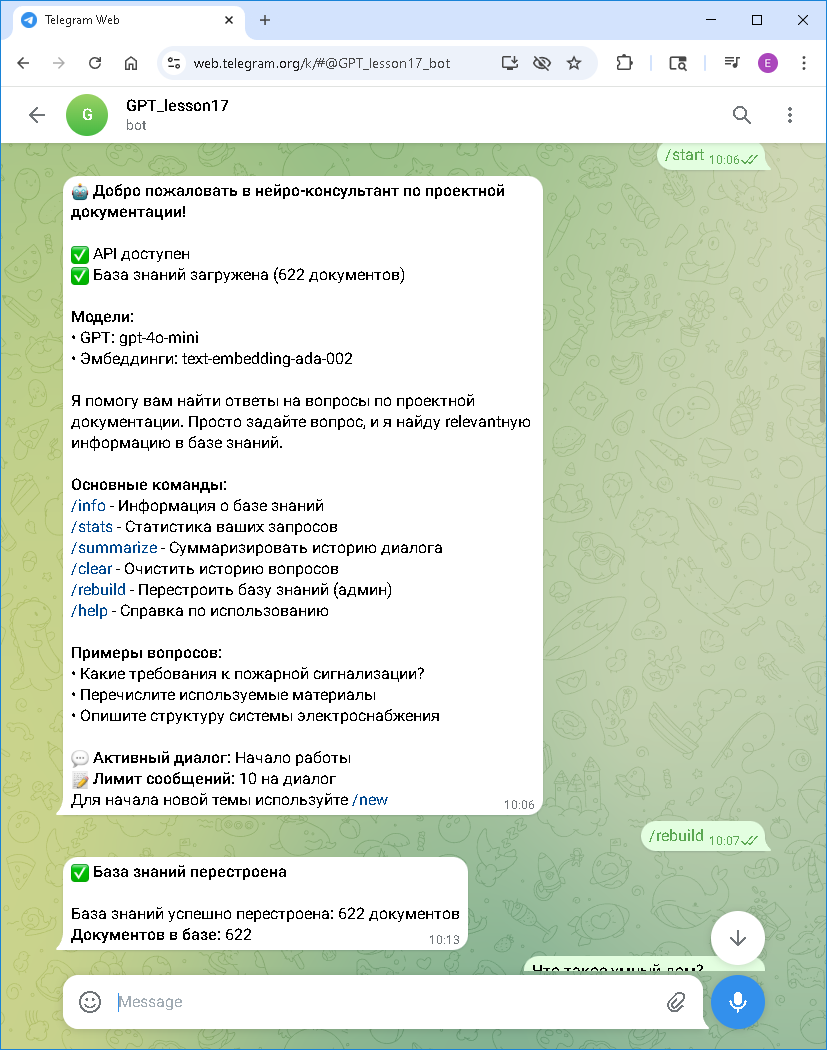 Telegram Web
web.telegram.org/k/#@GPT_lesson17_bot
E
G
GPT_lesson17
bot
/start 10:06
🤖 Добро пожаловать в нейро-консультант по проектной
документации!
✅ API доступен
✅ База знаний загружена (622 документов)
Модели:
• GPT: gpt-4o-mini
• Эмбеддинги: text-embedding-ada-002
Я помогу вам найти ответы на вопросы по проектной
документации. Просто задайте вопрос, и я найду relevantную
информацию в базе знаний.
Основные команды:
/info - Информация о базе знаний
/stats - Статистика ваших запросов
/summarize - Суммаризировать историю диалога
/clear - Очистить историю вопросов
/rebuild - Перестроить базу знаний (админ)
/help - Справка по использованию
Примеры вопросов:
• Какие требования к пожарной сигнализации?
• Перечислите используемые материалы
• Опишите структуру системы электроснабжения
💬 Активный диалог: Начало работы
📝 Лимит сообщений: 10 на диалог
Для начала новой темы используйте /new
10:06
/rebuild 10:07
✅ База знаний перестроена
База знаний успешно перестроена: 622 документов
Документов в базе: 622
10:13
Что такое умный дом?
Message